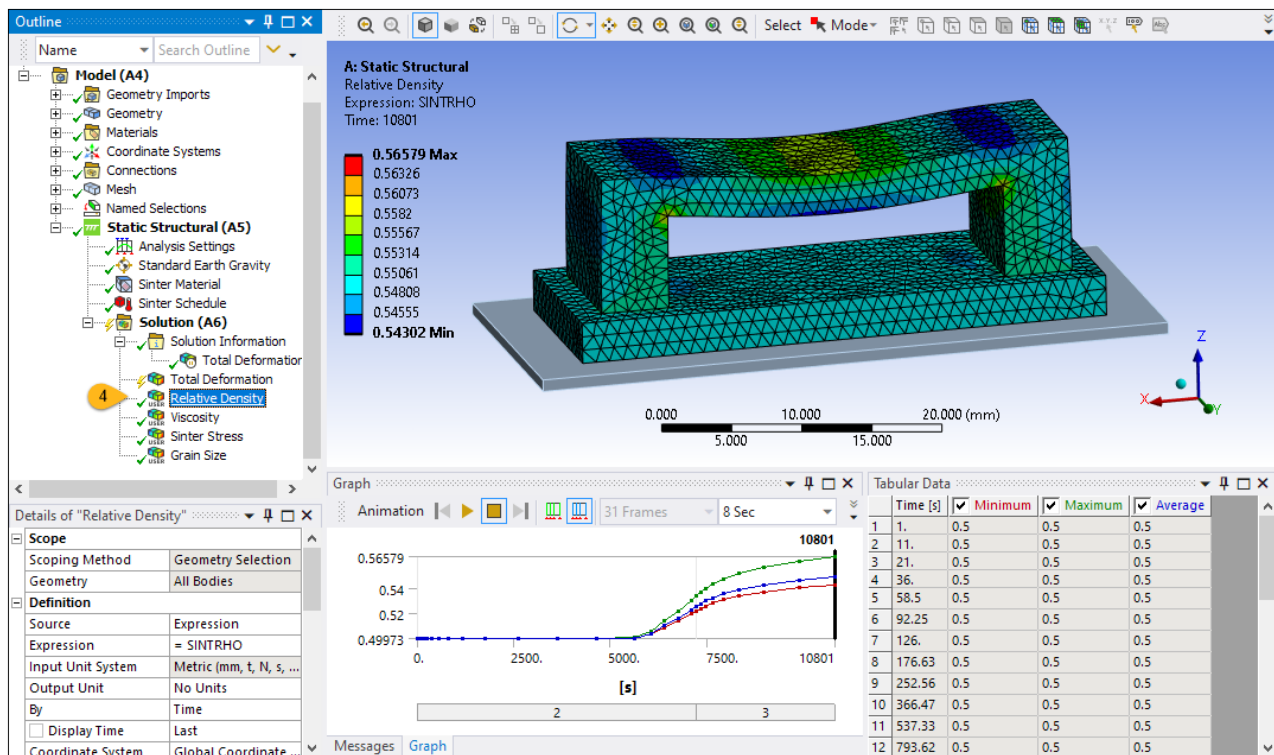 Outline
Name
Search Outline
Model (A4)
Geometry Imports
Geometry
Materials
Coordinate Systems
Connections
Mesh
Named Selections
Static Structural (A5)
Analysis Settings
Standard Earth Gravity
Sinter Material
Sinter Schedule
Solution (A6)
Solution Information
Total Deformation
Total Deformation
4
Relative Density
USER
Viscosity
USER
Sinter Stress
USER
Grain Size
USER
Details of "Relative Density"
Scope
Scoping Method Geometry Selection
Geometry All Bodies
Definition
Source Expression
Expression = SINTRHO
Input Unit System Metric (mm, t, N, s, ...
Output Unit No Units
By Time
Display Time Last
Coordinate System Global Coordinate ...
Select Mode
A: Static Structural
Relative Density
Expression: SINTRHO
Time: 10801
0.56579 Max
0.56326
0.56073
0.5582
0.55567
0.55314
0.55061
0.54808
0.54555
0.54302 Min
0.000 10.000 20.000 (mm)
5.000 15.000
Z
X
Y
Graph
Animation 31 Frames 8 Sec
10801
0.56579
0.54
0.52
0.49973
0. 2500. 5000. 7500. 10801
[s]
2 3
Messages Graph
Tabular Data
Time [s] Minimum Maximum Average
1 1. 0.5 0.5 0.5
2 11. 0.5 0.5 0.5
3 21. 0.5 0.5 0.5
4 36. 0.5 0.5 0.5
5 58.5 0.5 0.5 0.5
6 92.25 0.5 0.5 0.5
7 126. 0.5 0.5 0.5
8 176.63 0.5 0.5 0.5
9 252.56 0.5 0.5 0.5
10 366.47 0.5 0.5 0.5
11 537.33 0.5 0.5 0.5
12 793.62 0.5 0.5 0.5